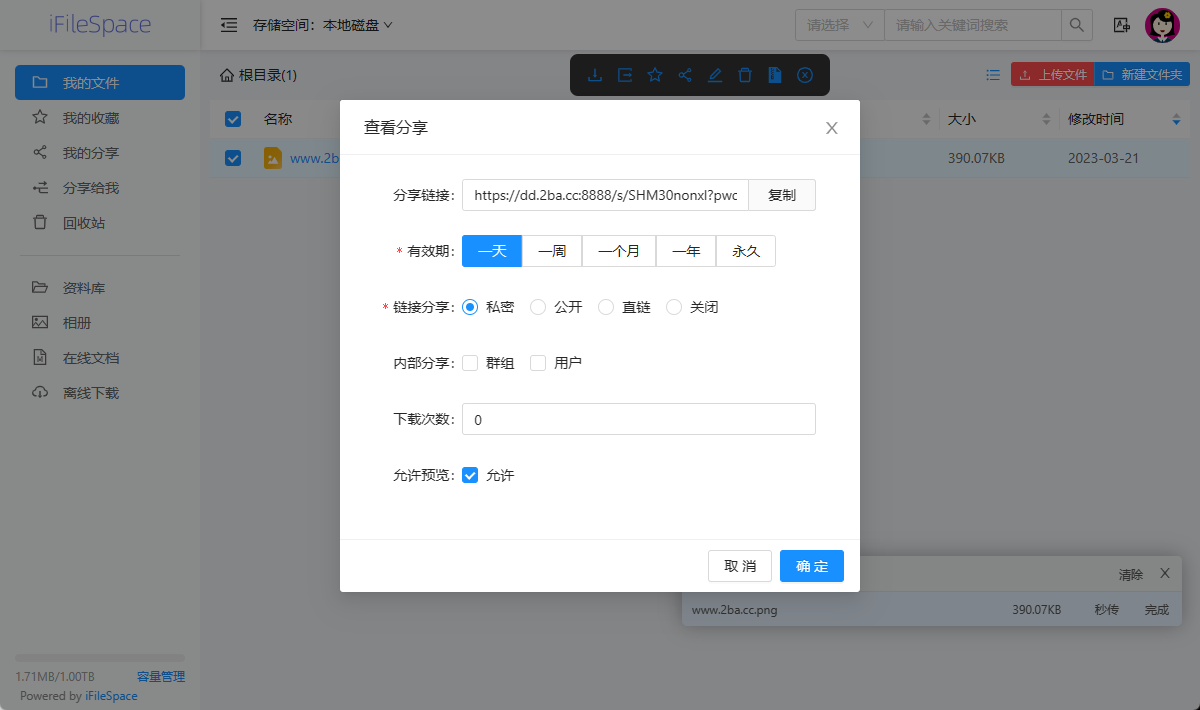 iFileSpace
存储空间：本地磁盘
请选择
请输入关键词搜索
我的文件
我的收藏
我的分享
分享给我
回收站
资料库
相册
在线文档
离线下载
1.71MB/1.00TB
容量管理
Powered by iFileSpace
根目录(1)
上传文件
新建文件夹
名称
大小
修改时间
www.2b
390.07KB
2023-03-21
查看分享
分享链接：
https://dd.2ba.cc:8888/s/SHM30nonxl?pwc
复制
* 有效期：
一天
一周
一个月
一年
永久
* 链接分享：
私密
公开
直链
关闭
内部分享：
群组
用户
下载次数：
0
允许预览：
允许
取 消
确 定
清除
www.2ba.cc.png
390.07KB
秒传
完成